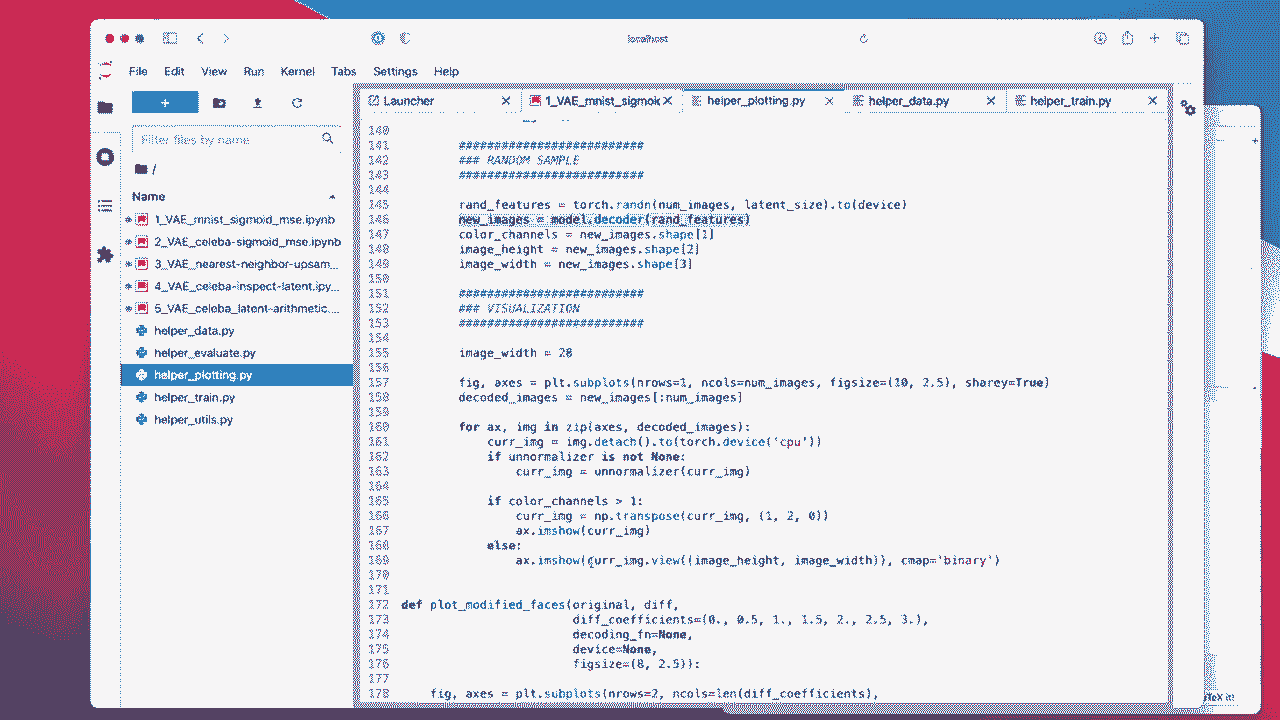 localhost
File Edit View Run Kernel Tabs Settings Help
Launcher
1_VAE_mnist_sigmoi
helper_plotting.py
helper_data.py
helper_train.py
Filter files by name
/
Name
1_VAE_mnist_sigmoid_mse.ipynb
2_VAE_celeba-sigmoid_mse.ipynb
3_VAE_nearest-neighbor-upsam...
4_VAE_celeba-inspect-latent.ipy...
5_VAE_celeba_latent-arithmetic....
helper_data.py
helper_evaluate.py
helper_plotting.py
helper_train.py
helper_utils.py
140
141 ##########################
142 ### RANDOM SAMPLE
143 ##########################
144
145 rand_features = torch.randn(num_images, latent_size).to(device)
146 new_images = model.decoder(rand_features)
147 color_channels = new_images.shape[1]
148 image_height = new_images.shape[2]
149 image_width = new_images.shape[3]
150
151 ##########################
152 ### VISUALIZATION
153 ##########################
154
155 image_width = 28
156
157 fig, axes = plt.subplots(nrows=1, ncols=num_images, figsize=(10, 2.5), sharey=True)
158 decoded_images = new_images[:num_images]
159
160 for ax, img in zip(axes, decoded_images):
161 curr_img = img.detach().to(torch.device('cpu'))
162 if unnormalizer is not None:
163 curr_img = unnormalizer(curr_img)
164
165 if color_channels > 1:
166 curr_img = np.transpose(curr_img, (1, 2, 0))
167 ax.imshow(curr_img)
168 else:
169 ax.imshow(curr_img.view((image_height, image_width)), cmap='binary')
170
171
172 def plot_modified_faces(original, diff,
173 diff_coefficients=(0., 0.5, 1., 1.5, 2., 2.5, 3.),
174 decoding_fn=None,
175 device=None,
176 figsize=(8, 2.5)):
177
178 fig, axes = plt.subplots(nrows=2, ncols=len(diff_coefficients),